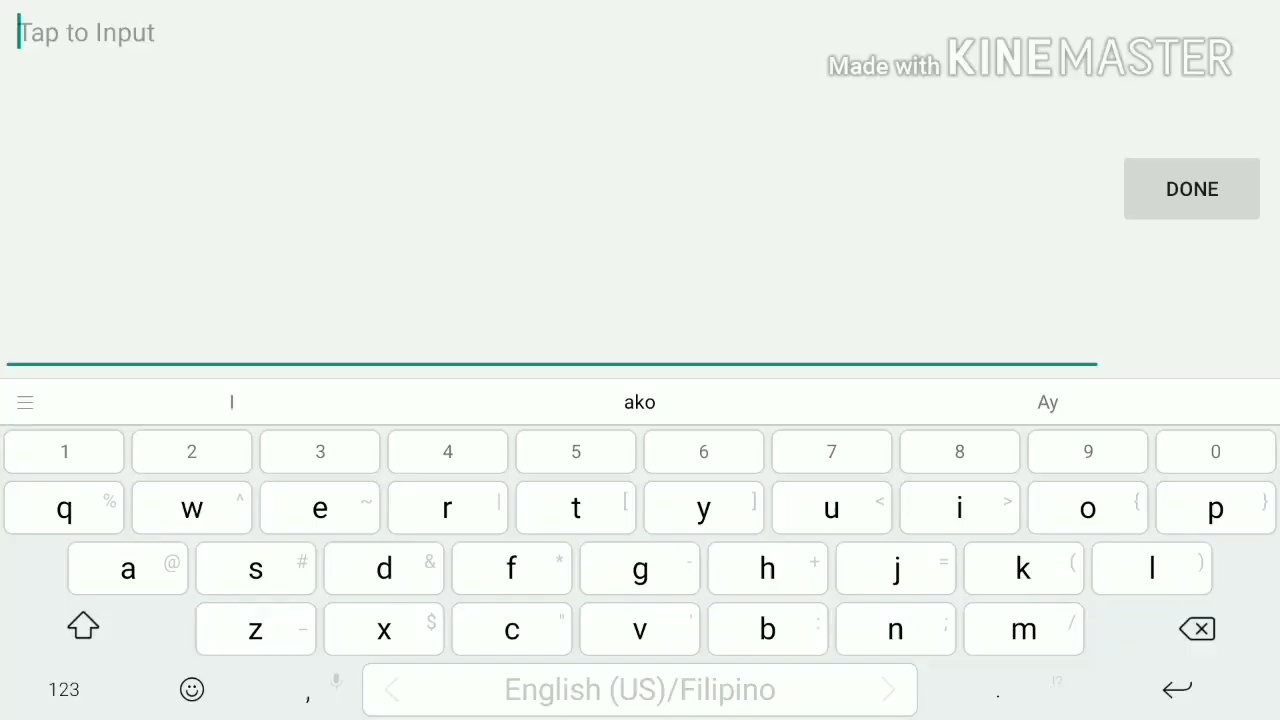 Tap to Input
Made with KINEMASTER
DONE
I ako Ay
1 2 3 4 5 6 7 8 9 0
q % w ^ e ~ r | t [ y ] u < i > o { p }
a @ s # d & f * g - h + j = k ( l )
z _ x $ c " v ' b : n ; m /
123 , < English (US)/Filipino > . !?